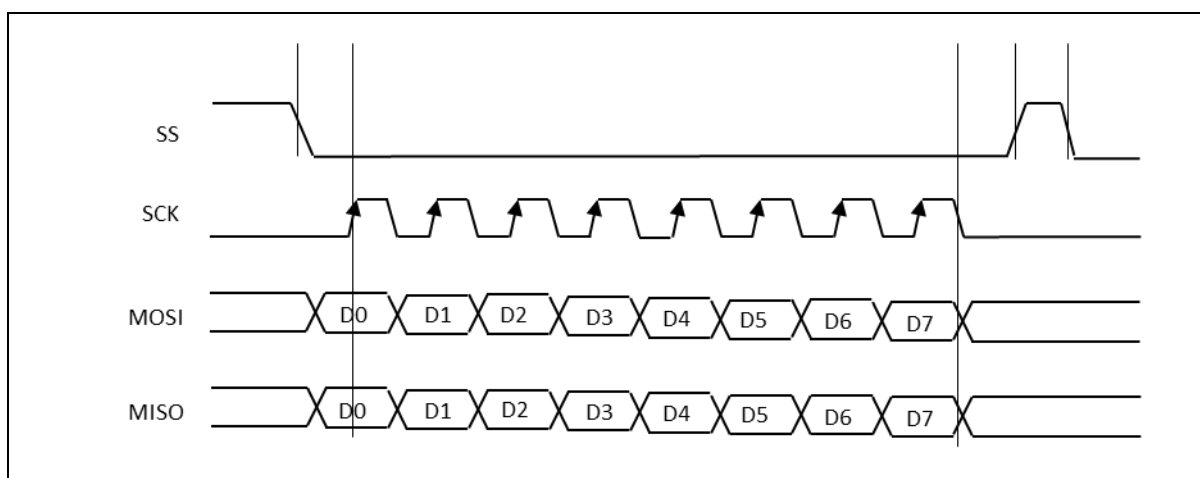 SS
SCK
MOSI D0 D1 D2 D3 D4 D5 D6 D7
MISO D0 D1 D2 D3 D4 D5 D6 D7